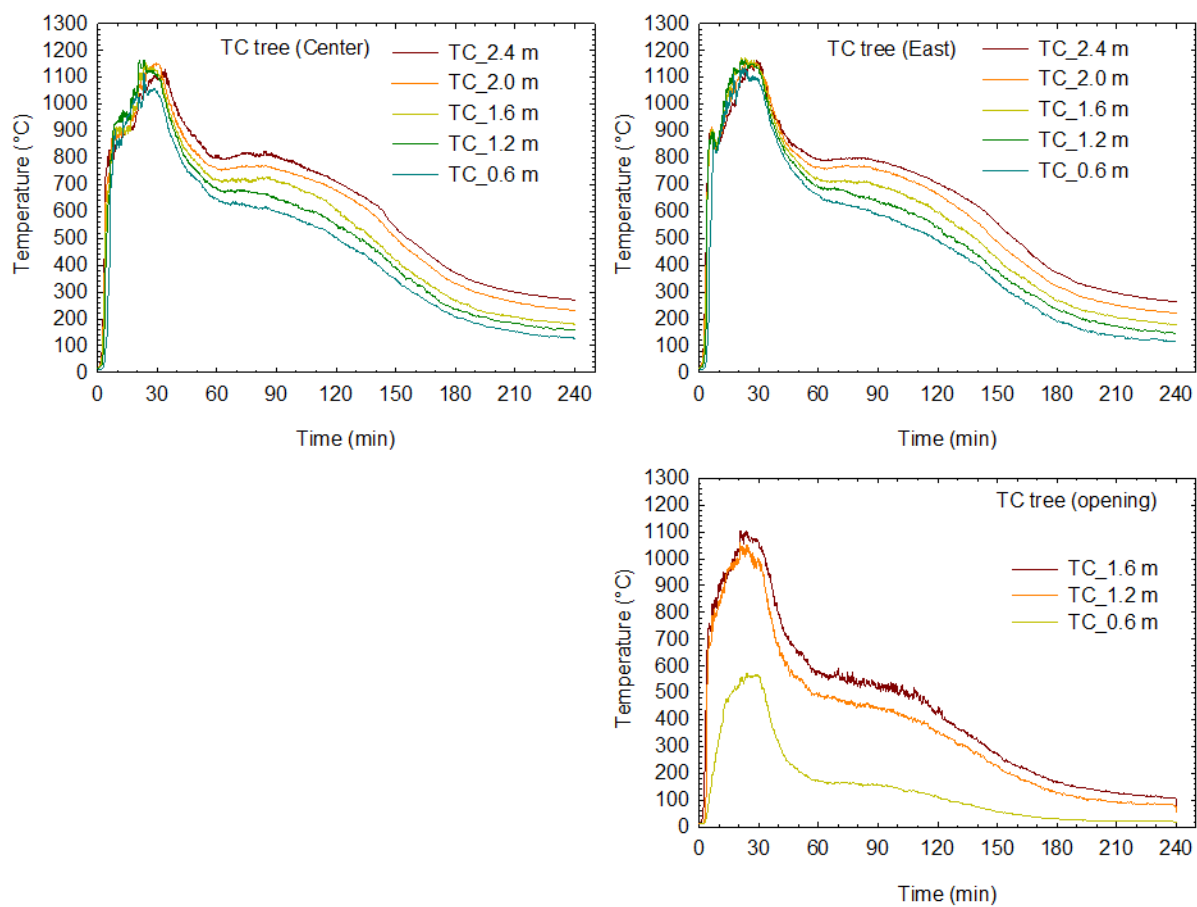 TC tree (Center)
TC_2.4 m
TC_2.0 m
TC_1.6 m
TC_1.2 m
TC_0.6 m
1300
1200
1100
1000
900
800
700
600
500
400
300
200
100
0
Temperature (°C)
0 30 60 90 120 150 180 210 240
Time (min)
TC tree (East)
TC_2.4 m
TC_2.0 m
TC_1.6 m
TC_1.2 m
TC_0.6 m
1300
1200
1100
1000
900
800
700
600
500
400
300
200
100
0
Temperature (°C)
0 30 60 90 120 150 180 210 240
Time (min)
TC tree (opening)
TC_1.6 m
TC_1.2 m
TC_0.6 m
1300
1200
1100
1000
900
800
700
600
500
400
300
200
100
0
Temperature (°C)
0 30 60 90 120 150 180 210 240
Time (min)